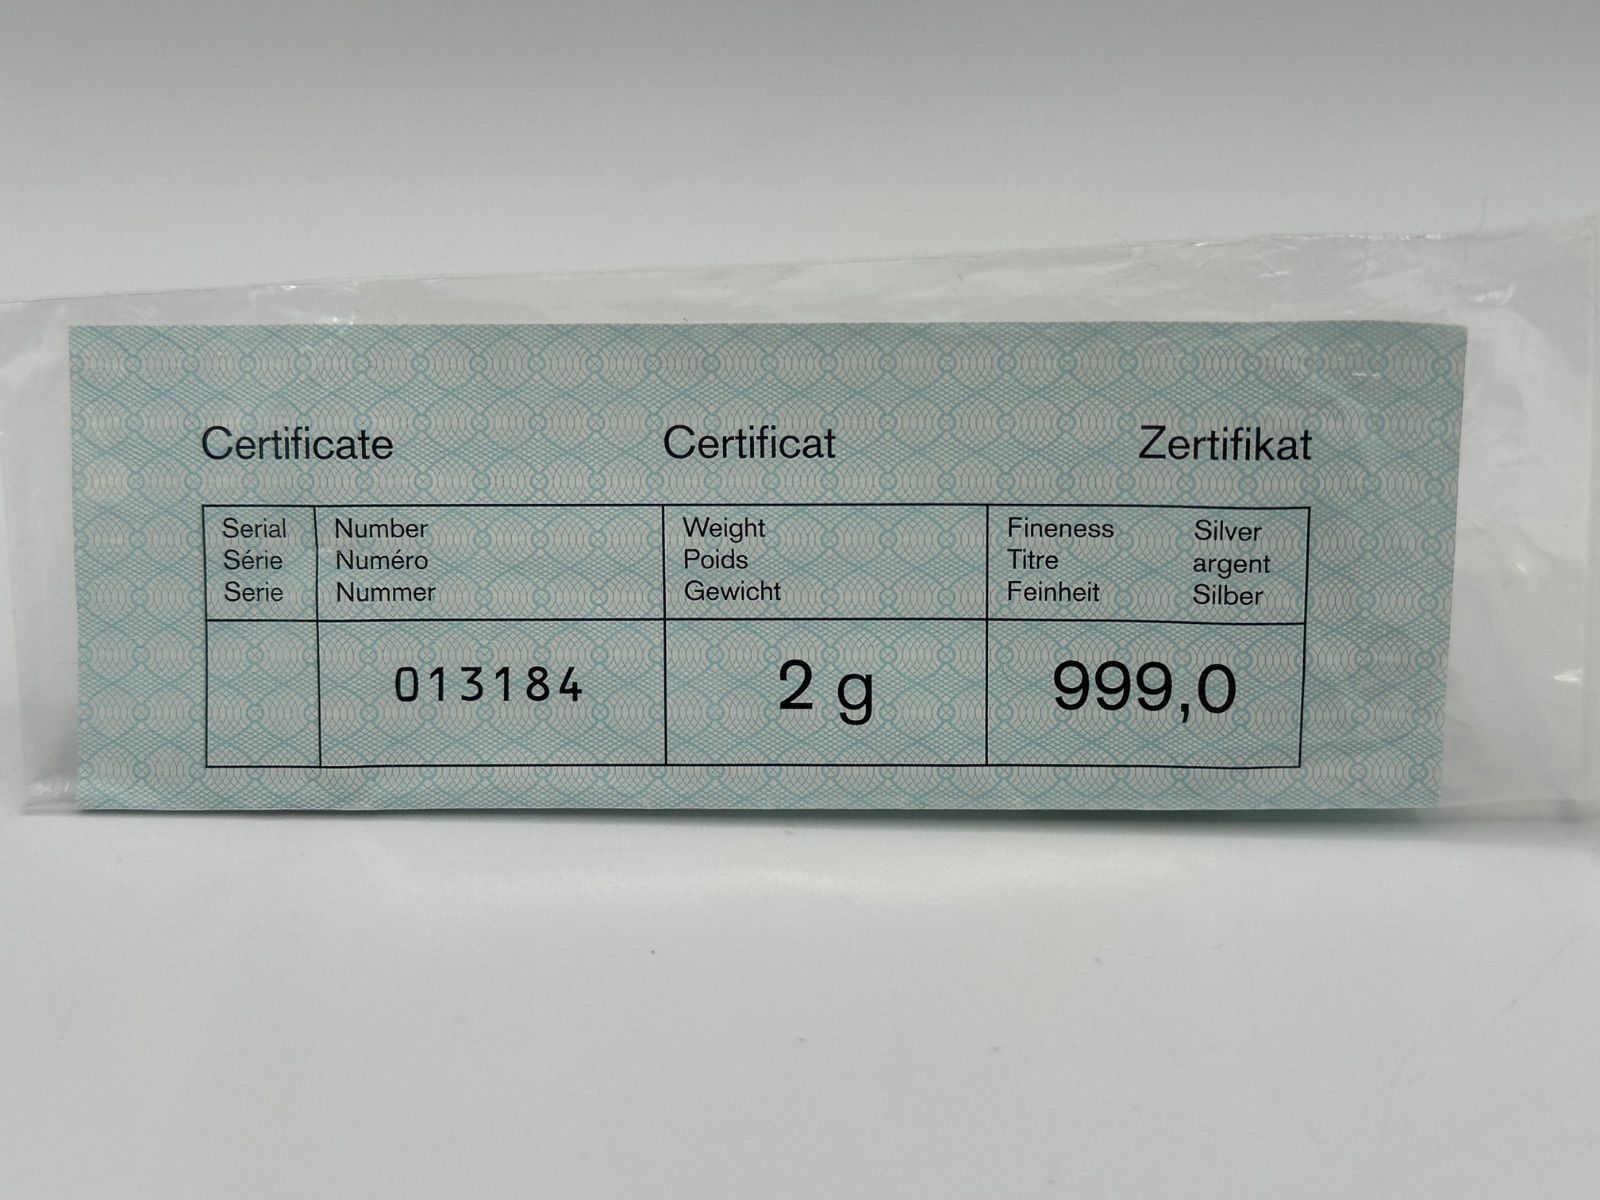 Certificate Certificat Zertifikat
Serial Number Weight Fineness Silver
Série Numéro Poids Titre argent
Serie Nummer Gewicht Feinheit Silber
013184 2 g 999,0